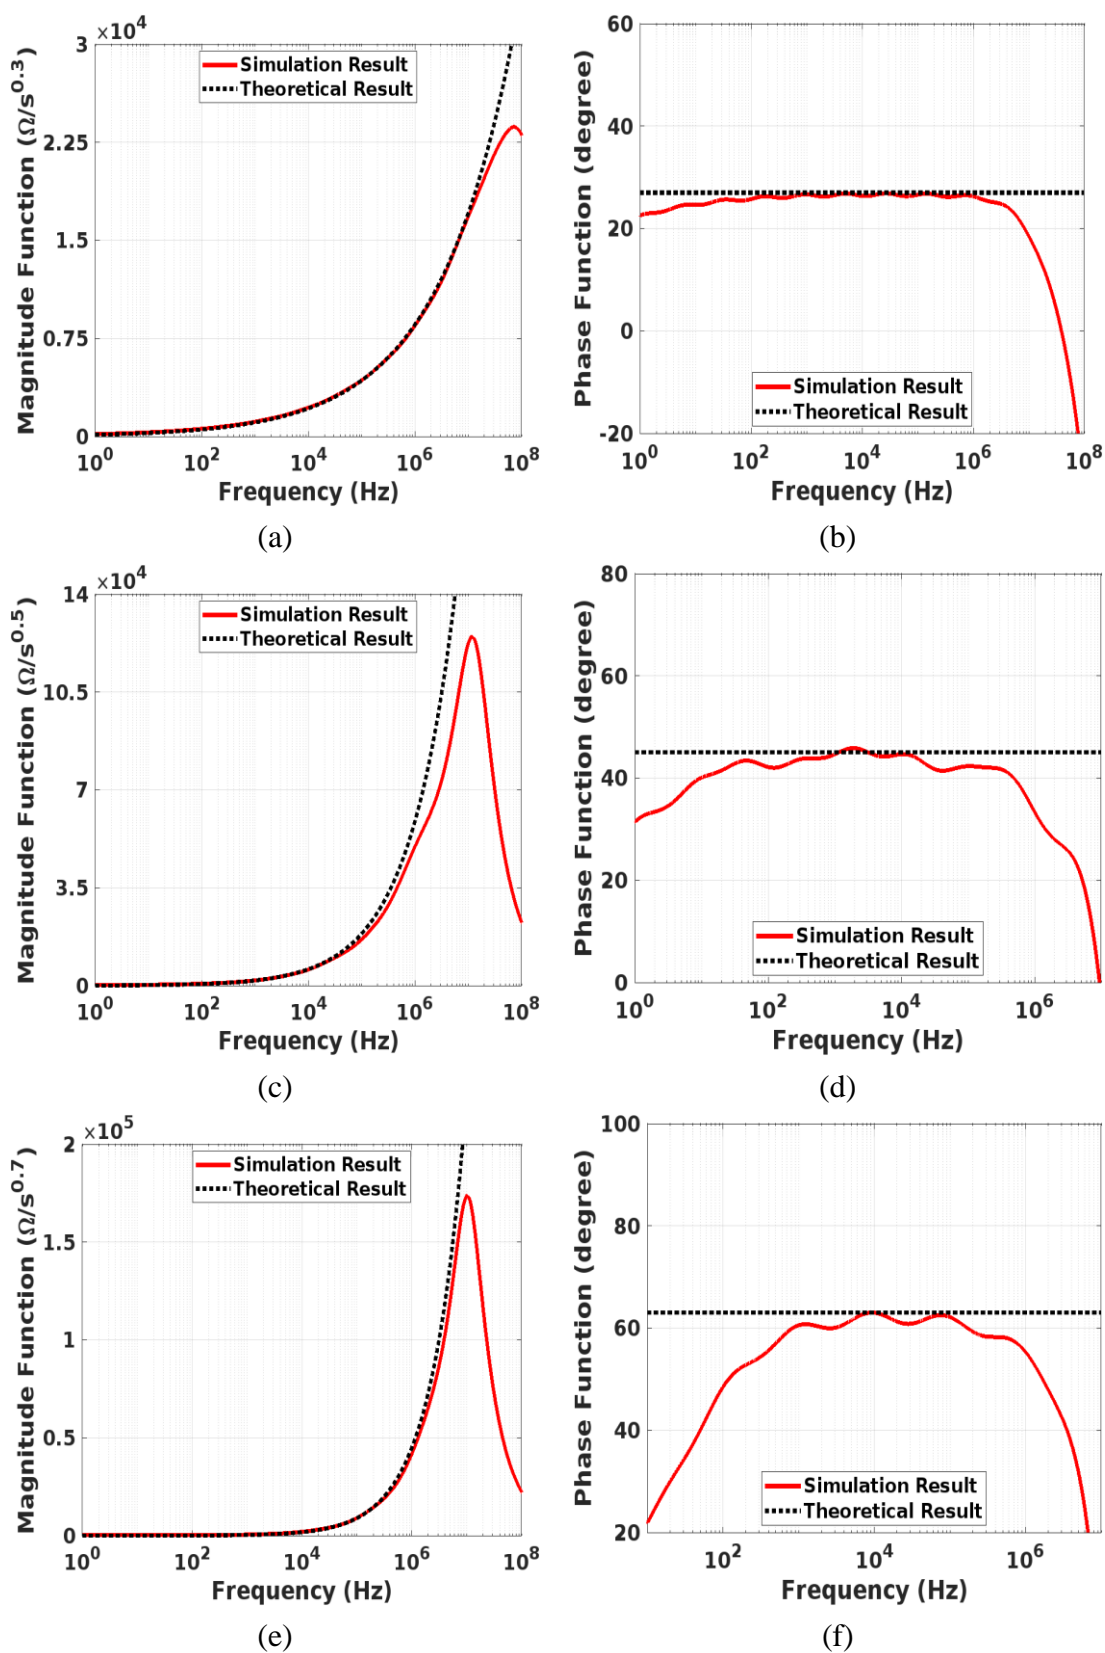 ×10^4
3
2.25
1.5
0.75
0
Magnitude Function (Ω/s^0.3)
Simulation Result
Theoretical Result
10^0 10^2 10^4 10^6 10^8
Frequency (Hz)
(a)
60
40
20
0
-20
Phase Function (degree)
Simulation Result
Theoretical Result
10^0 10^2 10^4 10^6 10^8
Frequency (Hz)
(b)
×10^4
14
10.5
7
3.5
0
Magnitude Function (Ω/s^0.5)
Simulation Result
Theoretical Result
10^0 10^2 10^4 10^6 10^8
Frequency (Hz)
(c)
80
60
40
20
0
Phase Function (degree)
Simulation Result
Theoretical Result
10^0 10^2 10^4 10^6
Frequency (Hz)
(d)
×10^5
2
1.5
1
0.5
0
Magnitude Function (Ω/s^0.7)
Simulation Result
Theoretical Result
10^0 10^2 10^4 10^6 10^8
Frequency (Hz)
(e)
100
80
60
40
20
Phase Function (degree)
Simulation Result
Theoretical Result
10^2 10^4 10^6
Frequency (Hz)
(f)